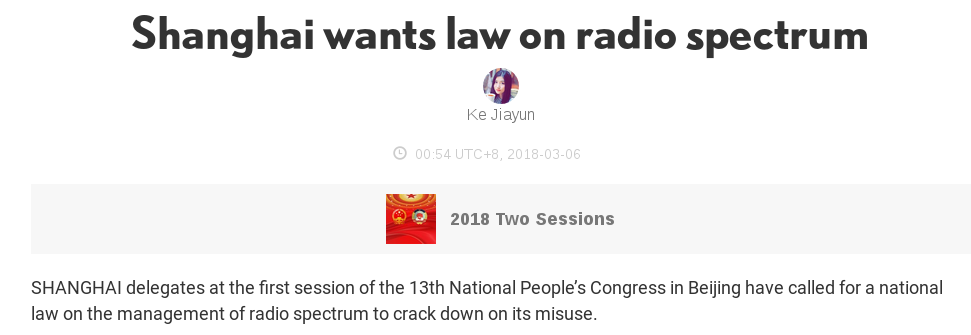 Shanghai wants law on radio spectrum
Ke Jiayun
00:54 UTC+8, 2018-03-06
2018 Two Sessions
SHANGHAI delegates at the first session of the 13th National People’s Congress in Beijing have called for a national
law on the management of radio spectrum to crack down on its misuse.